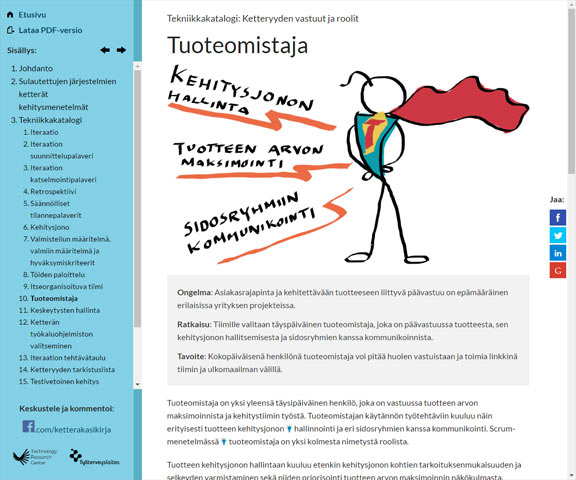 Etusivu
Lataa PDF-versio
Sisällys:
1. Johdanto
2. Sulautettujen järjestelmien
ketterät
kehitysmenetelmät
3. Tekniikkakatalogi
1. Iteraatio
2. Iteraation
suunnittelupalaveri
3. Iteraation
katselmointipalaveri
4. Retrospektiivi
5. Säännölliset
tilannepalaverit
6. Kehitysjono
7. Valmistellun määritelmä,
valmiin määritelmä ja
hyväksymiskriteerit
8. Töiden paloittelu
9. Itseorganisoituva tiimi
10. Tuoteomistaja
11. Keskeytysten hallinta
12. Ketterän
työkaluohjelmiston
valitseminen
13. Iteraation tehtävätaulu
14. Ketteryyden tarkistuslista
15. Testivetoinen kehitys
Keskustele ja kommentoi:
f.com/ketterakasikirja
Technology
Research
Center
Työterveyslaitos
Tekniikkakatalogi: Ketteryyden vastuut ja roolit
Tuoteomistaja
KEHITYSJONON
HALLINTA
TUOTTEEN ARVON
MAKSIMOINTI
SIDOSRYHMIIN
KOMMUNIKOINTI
T
Ongelma: Asiakasrajapinta ja kehitettävään tuotteeseen liittyvä päävastuu on epämääräinen
erilaisissa yrityksen projekteissa.
Ratkaisu: Tiimille valitaan täyspäiväinen tuoteomistaja, joka on päävastuussa tuotteesta, sen
kehitysjonon hallitsemisesta ja sidosryhmien kanssa kommunikoinnista.
Tavoite: Kokopäiväisenä henkilönä tuoteomistaja voi pitää huolen vastuistaan ja toimia linkkinä
tiimin ja ulkomaailman välillä.
Tuoteomistaja on yksi yleensä täysipäiväinen henkilö, joka on vastuussa tuotteen arvon
maksimoinnista ja kehitystiimin työstä. Tuoteomistajan käytännön työtehtäviin kuuluu näin
erityisesti tuotteen kehitysjonon hallinnointi ja eri sidosryhmien kanssa kommunikointi. Scrum-
menetelmässä tuoteomistaja on yksi kolmesta nimetystä roolista.
Tuotteen kehitysjonon hallintaan kuuluu etenkin kehitysjonon kohtien tarkoituksenmukaisuuden ja
selkeyden varmistaminen sekä niiden priorisointi tuotteen arvon maksimoinnin näkökulmasta.
Jaa:
f
in
G